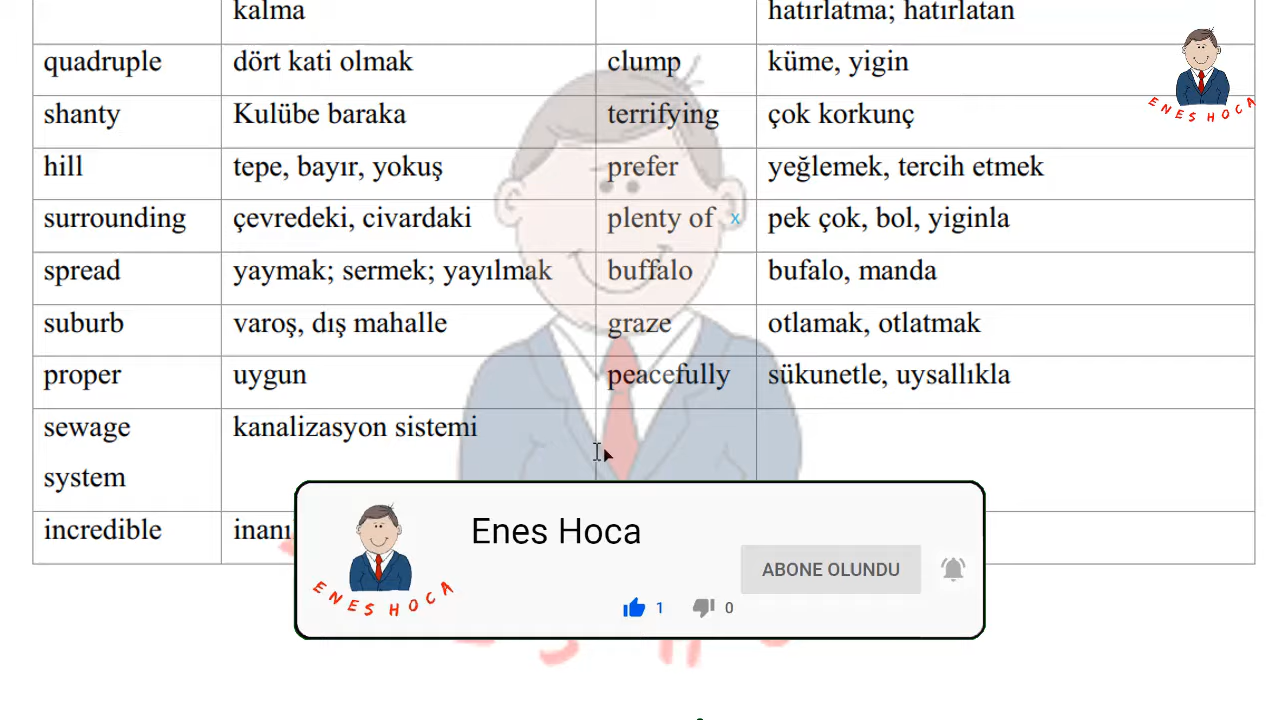 kalma hatırlatma; hatırlatan
quadruple dört kati olmak clump küme, yigin
shanty Kulübe baraka terrifying çok korkunç
hill tepe, bayır, yokuş prefer yeğlemek, tercih etmek
surrounding çevredeki, civardaki plenty of x pek çok, bol, yiginla
spread yaymak; sermek; yayılmak buffalo bufalo, manda
suburb varoş, dış mahalle graze otlamak, otlatmak
proper uygun peacefully sükunetle, uysallıkla
sewage kanalizasyon sistemi
system
incredible
ENES HOCA
Enes Hoca
ABONE OLUNDU
1 0
ENES HOCA